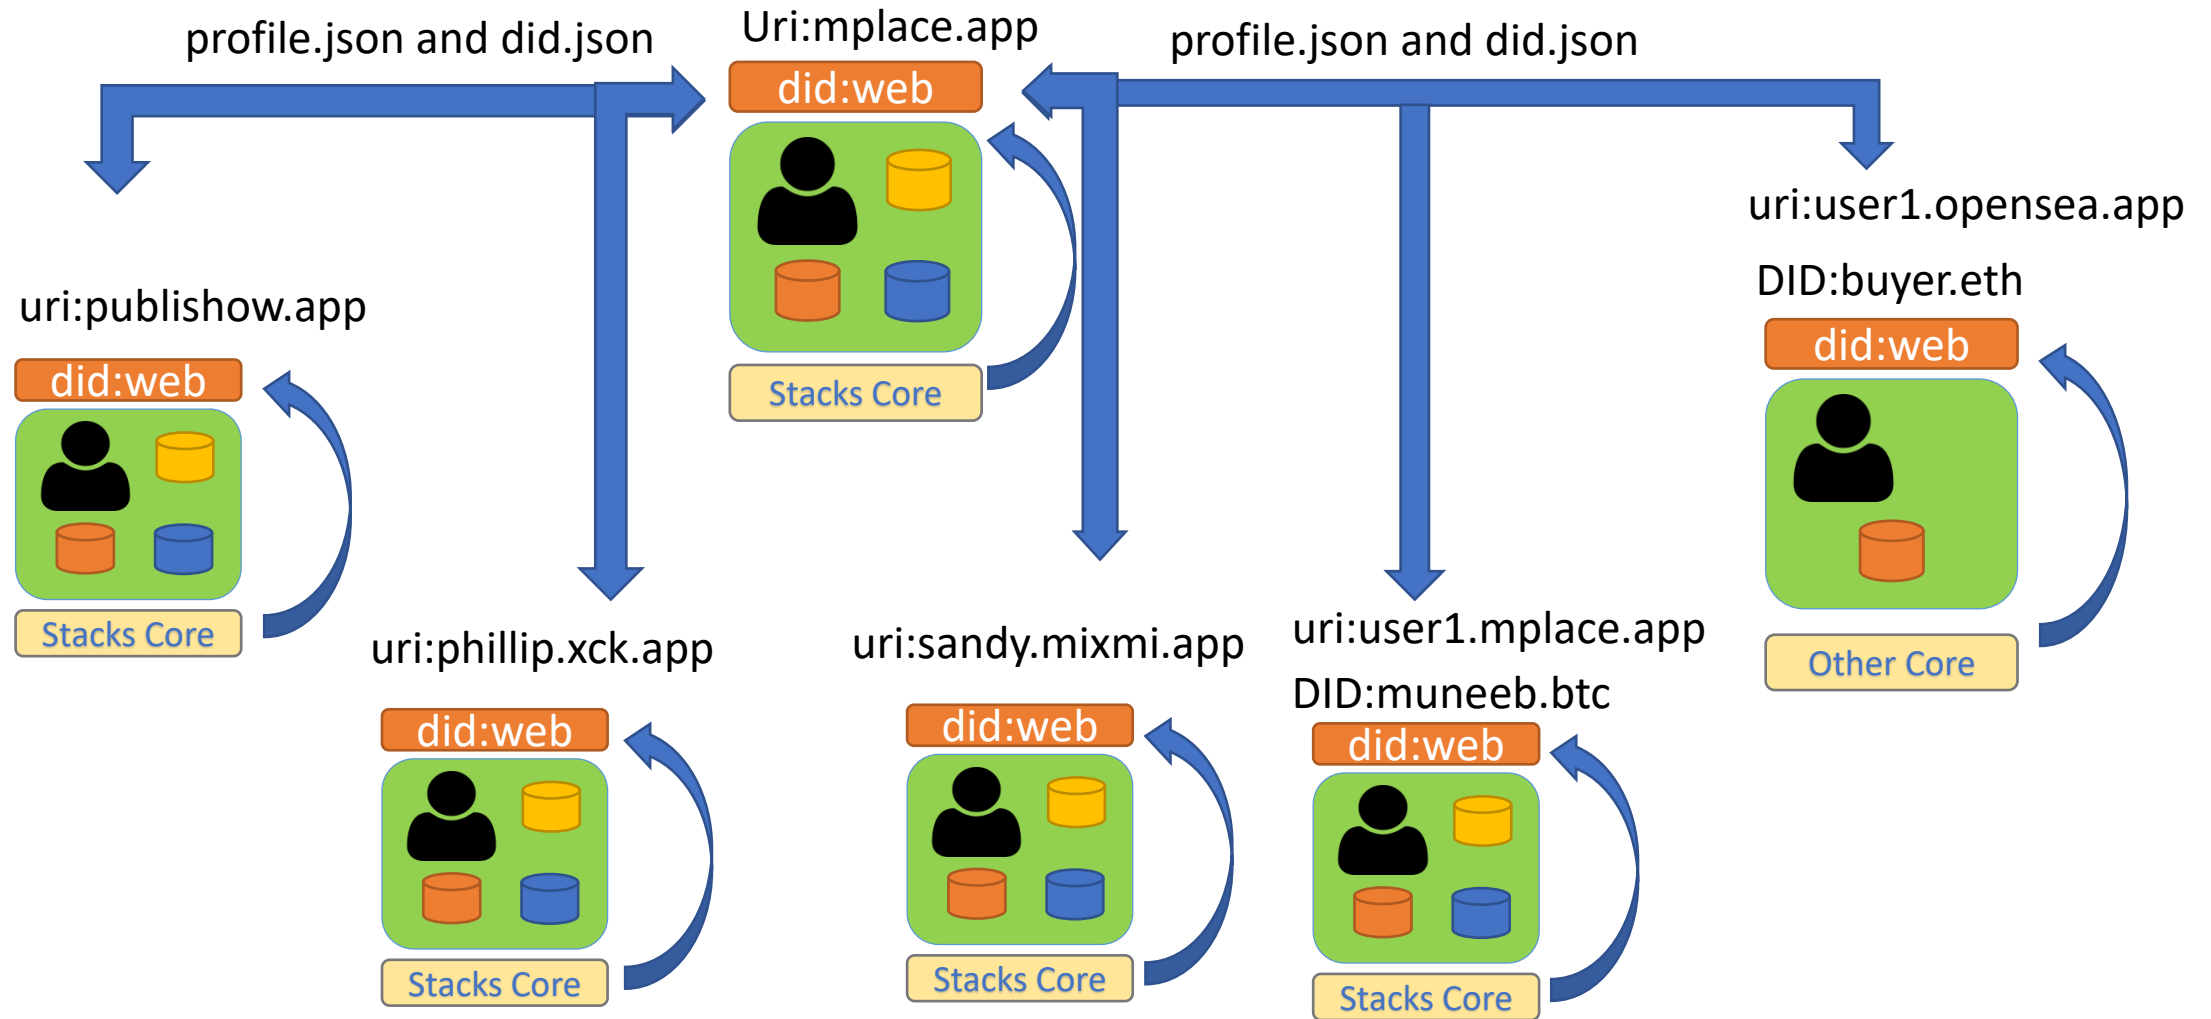 profile.json and did.json
Uri:mplace.app
profile.json and did.json
did:web
Stacks Core
uri:publishow.app
did:web
Stacks Core
uri:phillip.xck.app
did:web
Stacks Core
uri:sandy.mixmi.app
did:web
Stacks Core
uri:user1.mplace.app
DID:muneeb.btc
did:web
Stacks Core
uri:user1.opensea.app
DID:buyer.eth
did:web
Other Core